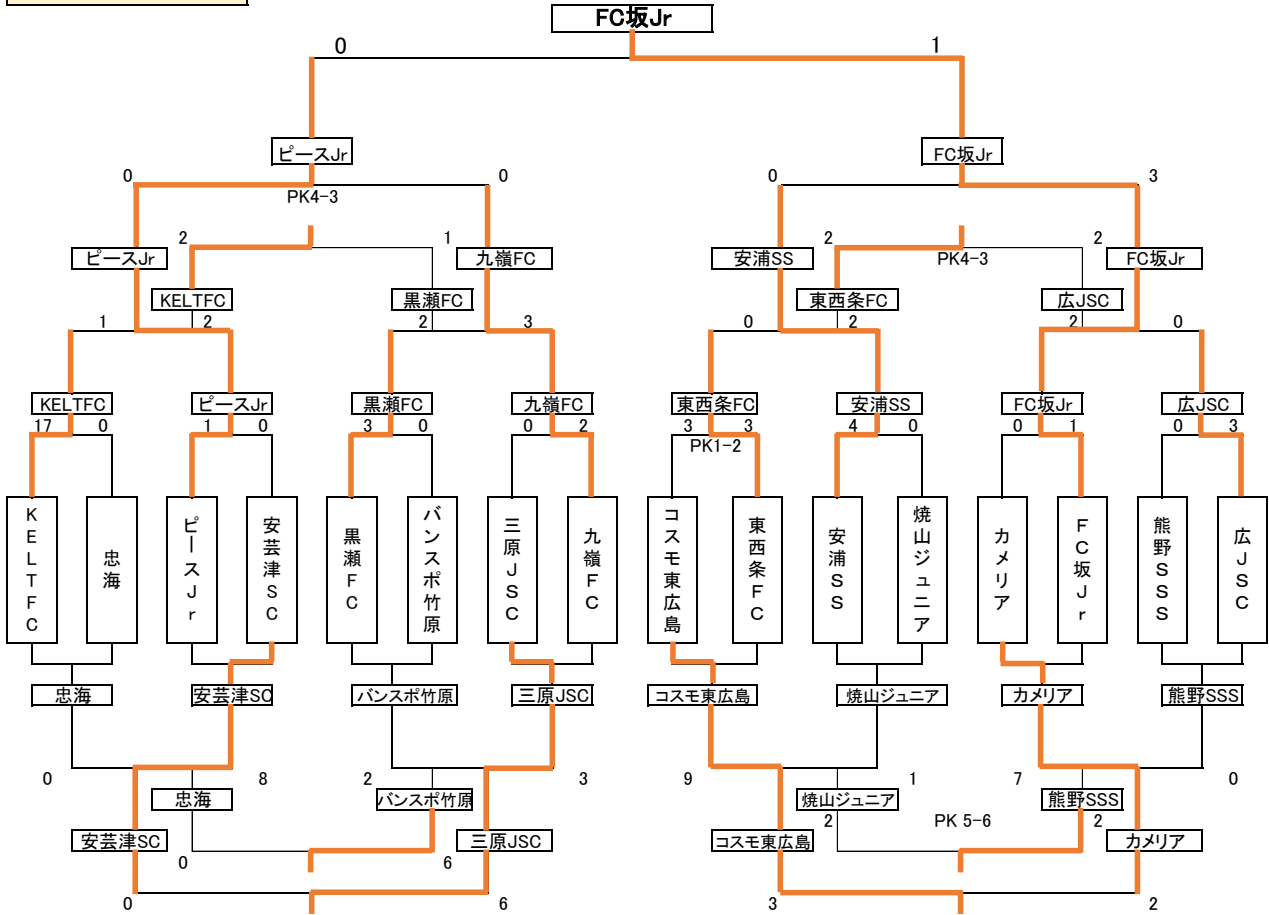 FC坂Jr
0 1
ピースJr FC坂Jr
0 0 0 3
PK4-3
2 1 2 2
ピースJr 九嶺FC 安浦SS PK4-3 FC坂Jr
KELTFC 黒瀬FC 東西条FC 広JSC
1 2 2 3 0 2 2 0
KELTFC ピースJr 黒瀬FC 九嶺FC 東西条FC 安浦SS FC坂Jr 広JSC
17 0 1 0 3 0 0 2 3 3 4 0 0 1 0 3
PK1-2
KELTFC
忠海
ピースJr
安芸津SC
黒瀬FC
バンスポ竹原
三原JSC
九嶺FC
コスモ東広島
東西条FC
安浦SS
焼山ジュニア
カメリア
FC坂Jr
熊野SSS
広JSC
忠海 安芸津SC バンスポ竹原 三原JSC コスモ東広島 焼山ジュニア カメリア 熊野SSS
0 8 2 3 9 1 7 0
忠海 バンスポ竹原 焼山ジュニア 熊野SSS
2 PK 5-6 2
安芸津SC 三原JSC コスモ東広島 カメリア
0 6
0 6 3 2